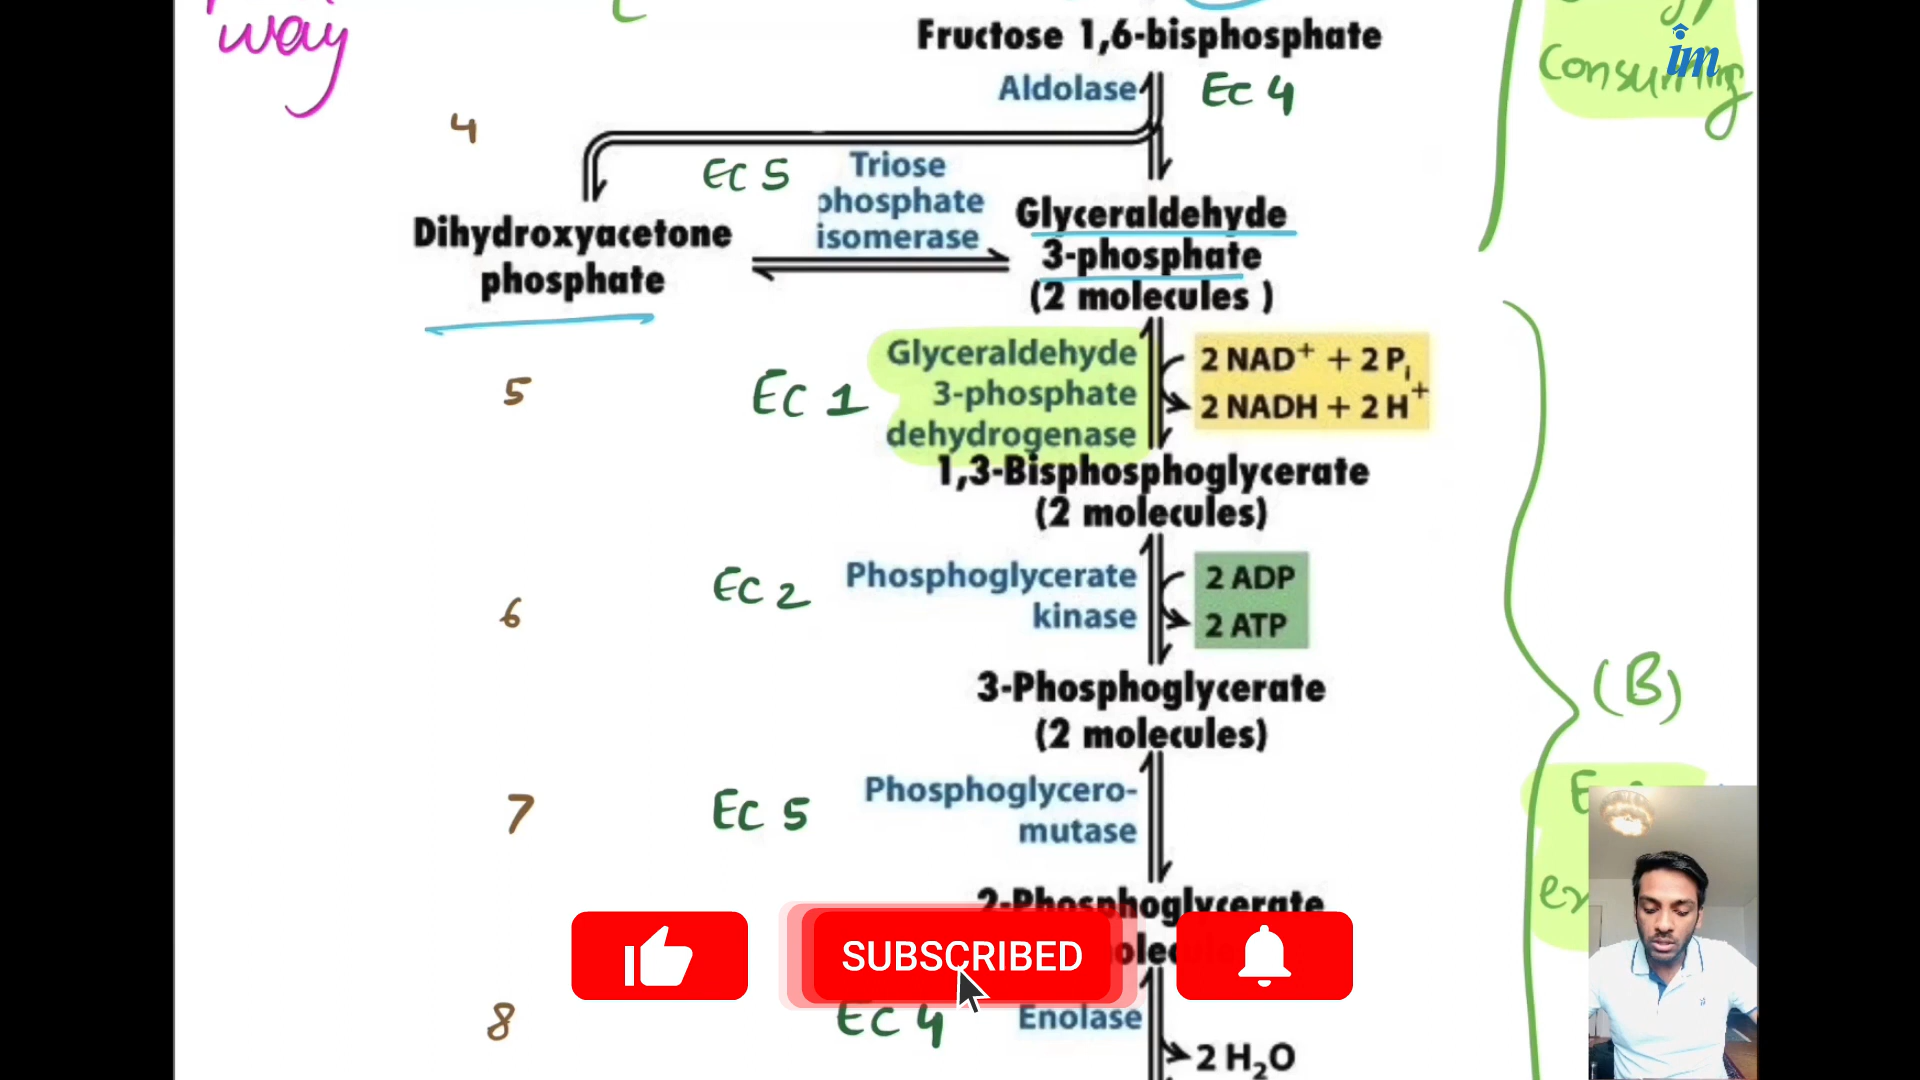 way
Fructose 1,6-bisphosphate
Consuming
im
Aldolase
EC 4
4
EC 5
Triose
phosphate
isomerase
Dihydroxyacetone
phosphate
Glyceraldehyde
3-phosphate
(2 molecules )
5
EC 1
Glyceraldehyde
3-phosphate
dehydrogenase
2 NAD⁺ + 2 Pᵢ
2 NADH + 2 H⁺
1,3-Bisphosphoglycerate
(2 molecules)
6
EC 2
Phosphoglycerate
kinase
2 ADP
2 ATP
3-Phosphoglycerate
(2 molecules)
(B)
7
EC 5
Phosphoglycero-
mutase
2-Phosphoglycerate
SUBSCRIBED
8
EC 4
Enolase
2 H₂O